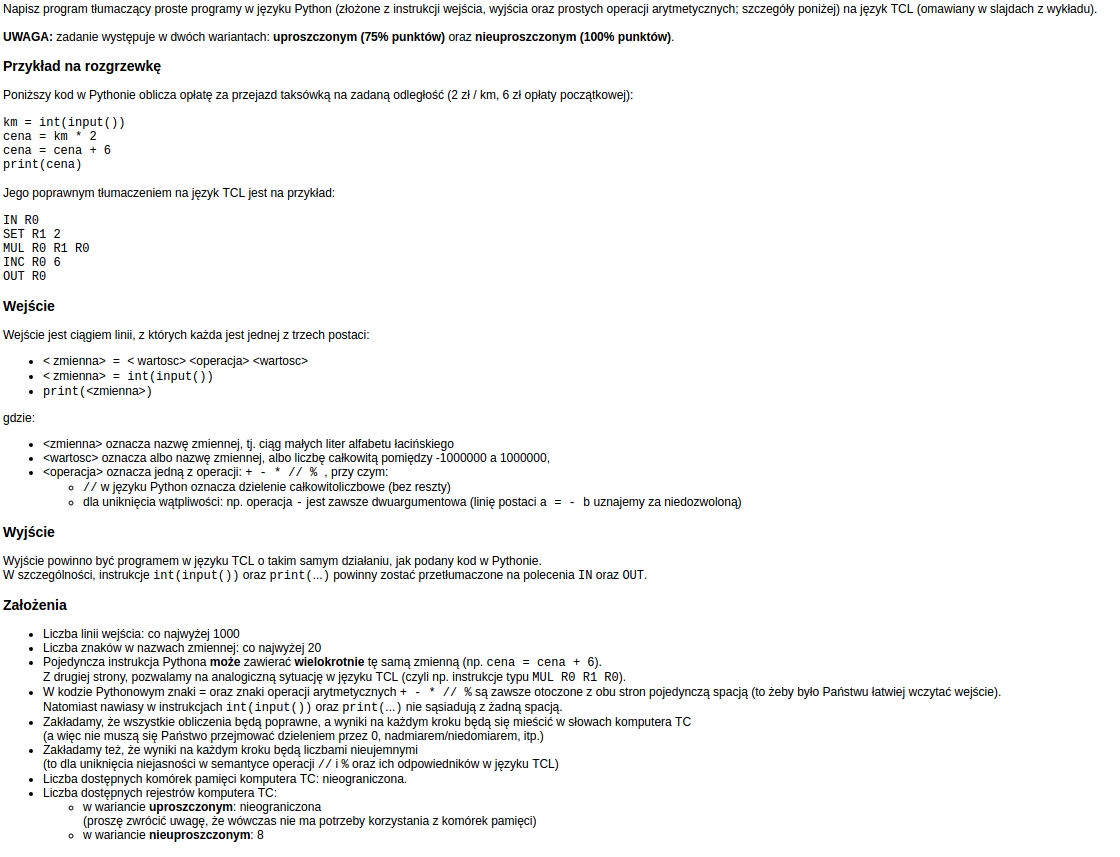 Napisz program tłumaczący proste programy w języku Python (złożone z instrukcji wejścia, wyjścia oraz prostych operacji arytmetycznych; szczegóły poniżej) na język TCL (omawiany w slajdach z wykładu).
UWAGA: zadanie występuje w dwóch wariantach: uproszczonym (75% punktów) oraz nieuproszczonym (100% punktów).
Przykład na rozgrzewkę
Poniższy kod w Pythonie oblicza opłatę za przejazd taksówką na zadaną odległość (2 zł / km, 6 zł opłaty początkowej):
km = int(input())
cena = km * 2
cena = cena + 6
print(cena)
Jego poprawnym tłumaczeniem na język TCL jest na przykład:
IN R0
SET R1 2
MUL R0 R1 R0
INC R0 6
OUT R0
Wejście
Wejście jest ciągiem linii, z których każda jest jednej z trzech postaci:
• < zmienna> = < wartosc> <operacja> <wartosc>
• < zmienna> = int(input())
• print(<zmienna>)
gdzie:
• <zmienna> oznacza nazwę zmiennej, tj. ciąg małych liter alfabetu łacińskiego
• <wartosc> oznacza albo nazwę zmiennej, albo liczbę całkowitą pomiędzy -1000000 a 1000000,
• <operacja> oznacza jedną z operacji: + - * // % , przy czym:
◦ // w języku Python oznacza dzielenie całkowitoliczbowe (bez reszty)
◦ dla uniknięcia wątpliwości: np. operacja - jest zawsze dwuargumentowa (linię postaci a = - b uznajemy za niedozwoloną)
Wyjście
Wyjście powinno być programem w języku TCL o takim samym działaniu, jak podany kod w Pythonie.
W szczególności, instrukcje int(input()) oraz print(...) powinny zostać przetłumaczone na polecenia IN oraz OUT.
Założenia
• Liczba linii wejścia: co najwyżej 1000
• Liczba znaków w nazwach zmiennej: co najwyżej 20
• Pojedyncza instrukcja Pythona może zawierać wielokrotnie tę samą zmienną (np. cena = cena + 6).
Z drugiej strony, pozwalamy na analogiczną sytuację w języku TCL (czyli np. instrukcje typu MUL R0 R1 R0).
• W kodzie Pythonowym znaki = oraz znaki operacji arytmetycznych + - * // % są zawsze otoczone z obu stron pojedynczą spacją (to żeby było Państwu łatwiej wczytać wejście).
Natomiast nawiasy w instrukcjach int(input()) oraz print(...) nie sąsiadują z żadną spacją.
• Zakładamy, że wszystkie obliczenia będą poprawne, a wyniki na każdym kroku będą się mieścić w słowach komputera TC
(a więc nie muszą się Państwo przejmować dzieleniem przez 0, nadmiarem/niedomiarem, itp.)
• Zakładamy też, że wyniki na każdym kroku będą liczbami nieujemnymi
(to dla uniknięcia niejasności w semantyce operacji // i % oraz ich odpowiedników w języku TCL)
• Liczba dostępnych komórek pamięci komputera TC: nieograniczona.
• Liczba dostępnych rejestrów komputera TC:
◦ w wariancie uproszczonym: nieograniczona
(proszę zwrócić uwagę, że wówczas nie ma potrzeby korzystania z komórek pamięci)
◦ w wariancie nieuproszczonym: 8